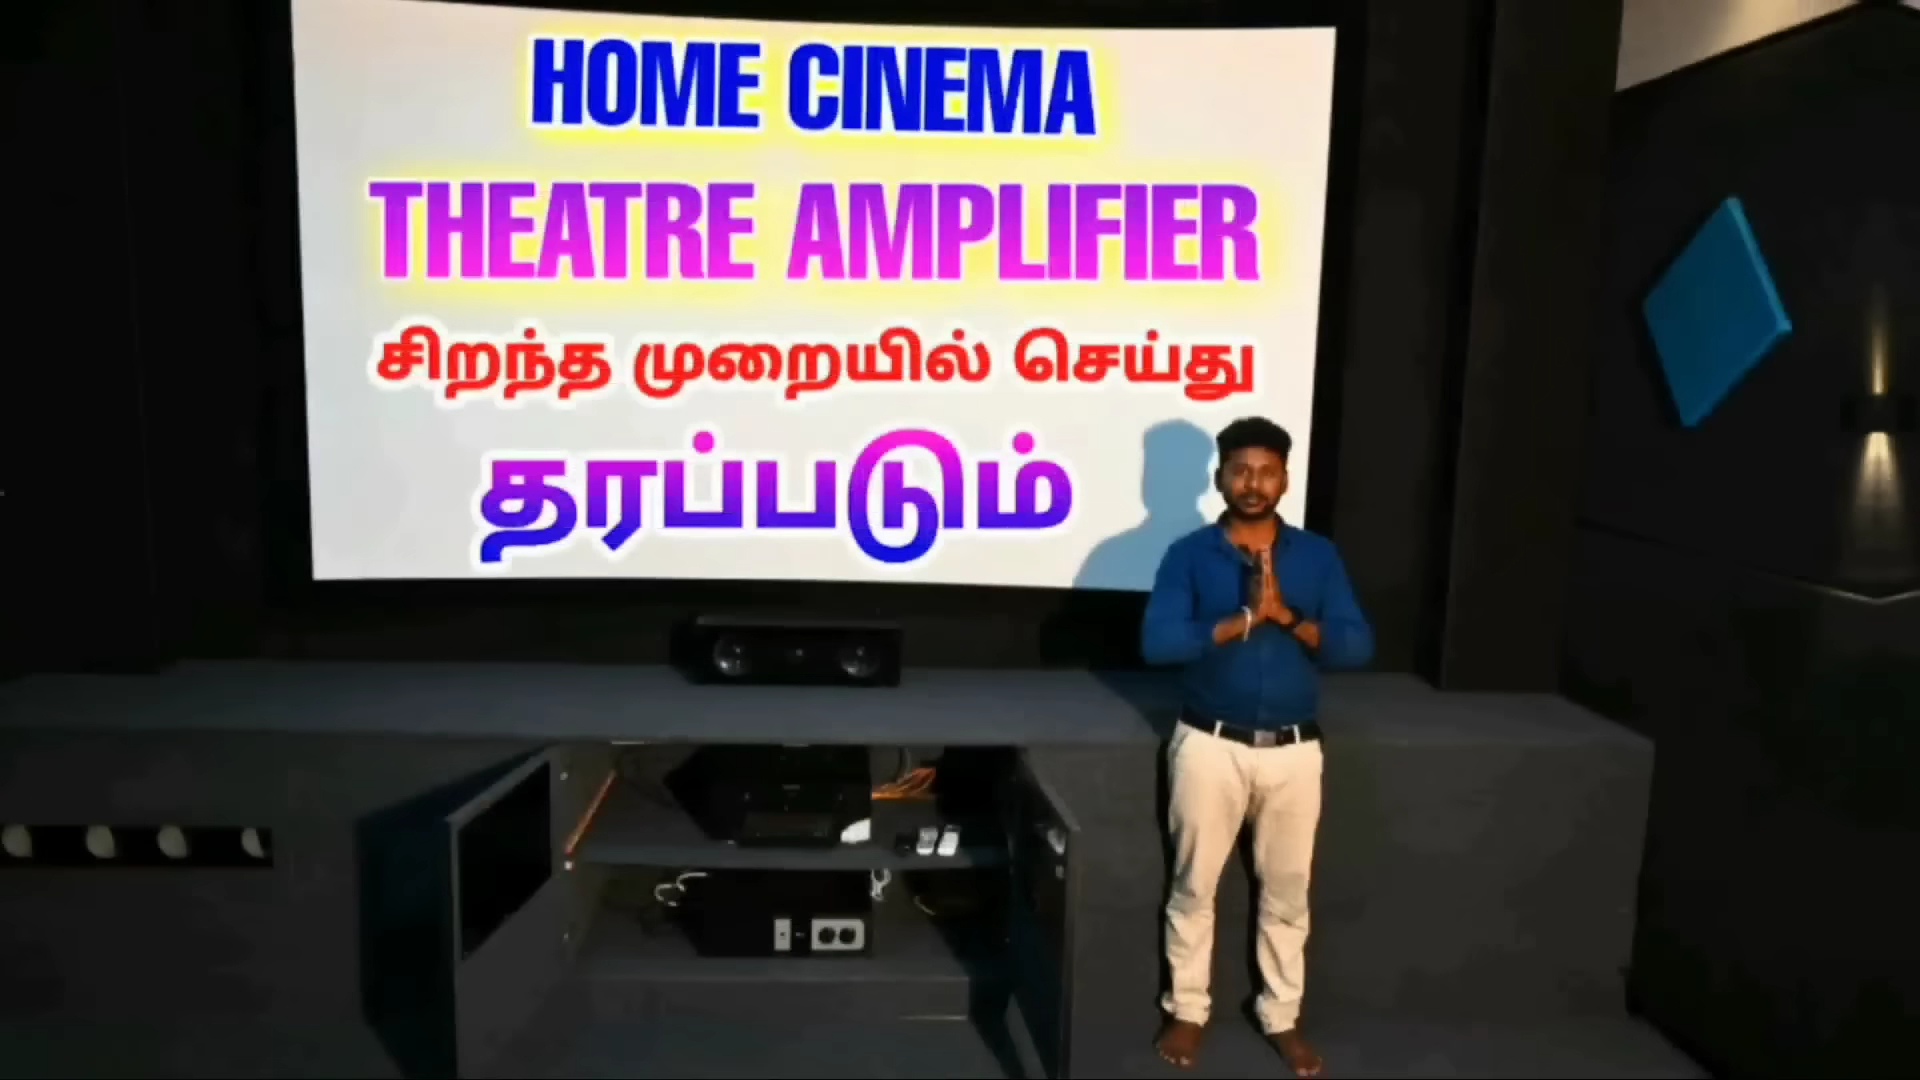 HOME CINEMA
THEATRE AMPLIFIER
சிறந்த முறையில் செய்து
தரப்படும்